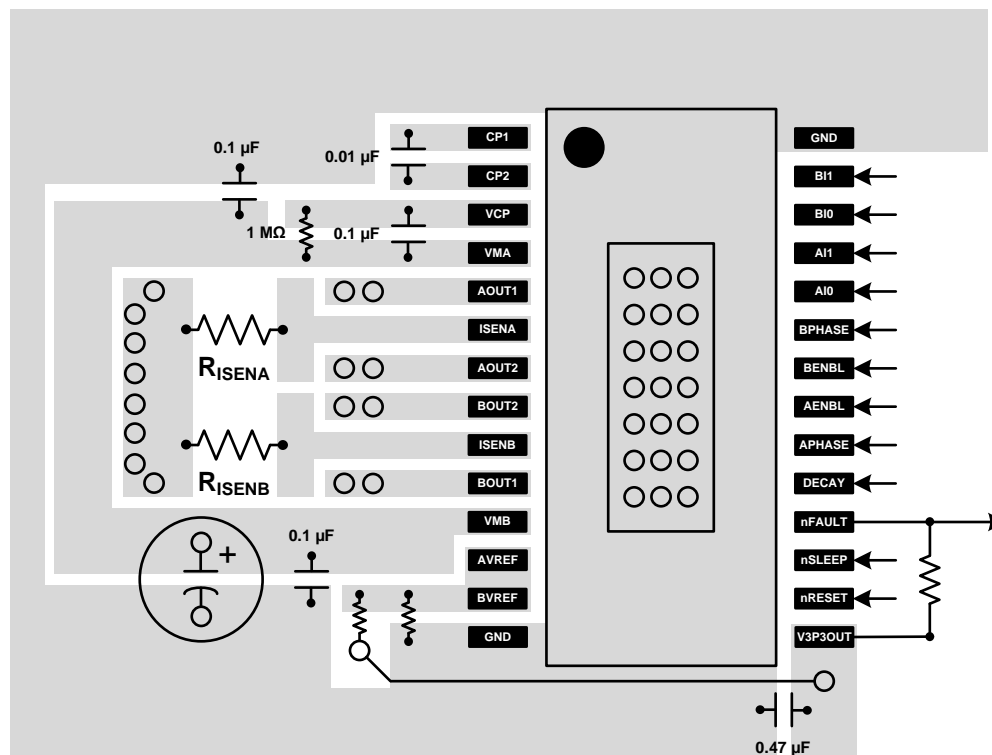 CP1
CP2
VCP
VMA
AOUT1
ISENA
AOUT2
BOUT2
ISENB
BOUT1
VMB
AVREF
BVREF
GND
GND
BI1
BI0
AI1
AI0
BPHASE
BENBL
AENBL
APHASE
DECAY
nFAULT
nSLEEP
nRESET
V3P3OUT
0.1 µF
0.01 µF
1 MΩ
0.1 µF
RISENA
RISENB
0.1 µF
+
0.47 µF